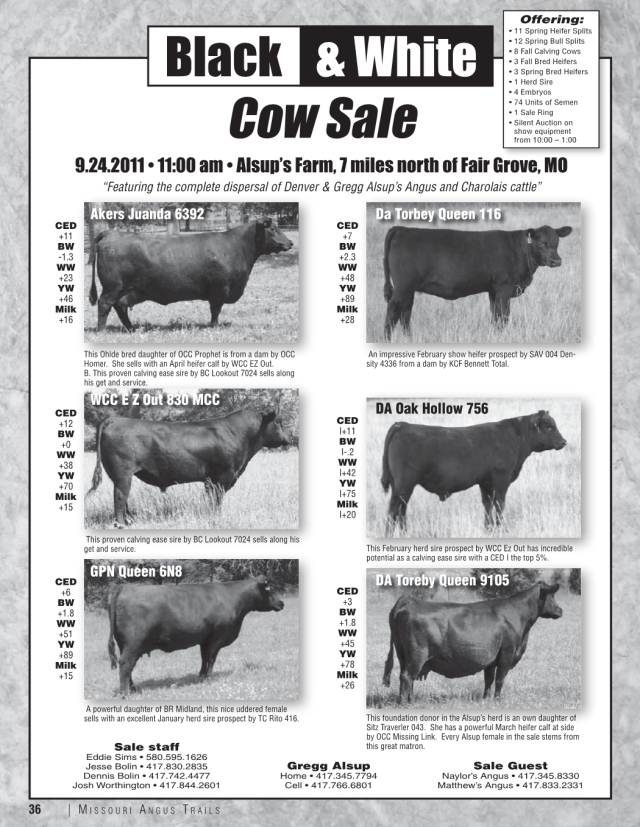 Black & White
Cow Sale
Offering:
• 11 Spring Heifer Splits
• 12 Spring Bull Splits
• 8 Fall Calving Cows
• 3 Fall Bred Heifers
• 3 Spring Bred Heifers
• 1 Herd Sire
• 4 Embryos
• 74 Units of Semen
• 1 Sale Ring
• Silent Auction on
show equipment
from 10:00 – 1:00
9.24.2011 • 11:00 am • Alsup's Farm, 7 miles north of Fair Grove, MO
"Featuring the complete dispersal of Denver & Gregg Alsup's Angus and Charolais cattle"
Akers Juanda 6392
CED
+11
BW
-1.3
WW
+23
YW
+46
Milk
+16
This Ohlde bred daughter of OCC Prophet is from a dam by OCC
Homer. She sells with an April heifer calf by WCC EZ Out.
B. This proven calving ease sire by BC Lookout 7024 sells along
his get and service.
Da Torbey Queen 116
CED
+7
BW
+2.3
WW
+48
YW
+89
Milk
+28
An impressive February show heifer prospect by SAV 004 Den-
sity 4336 from a dam by KCF Bennett Total.
WCC E Z Out 830 MCC
CED
+12
BW
+0
WW
+38
YW
+70
Milk
+15
This proven calving ease sire by BC Lookout 7024 sells along his
get and service.
DA Oak Hollow 756
CED
I+11
BW
I-.2
WW
I+42
YW
I+75
Milk
I+20
This February herd sire prospect by WCC Ez Out has incredible
potential as a calving ease sire with a CED I the top 5%.
GPN Queen 6N8
CED
+6
BW
+1.8
WW
+51
YW
+89
Milk
+15
A powerful daughter of BR Midland, this nice uddered female
sells with an excellent January herd sire prospect by TC Rito 416.
DA Toreby Queen 9105
CED
+3
BW
+1.8
WW
+45
YW
+78
Milk
+26
This foundation donor in the Alsup's herd is an own daughter of
Sitz Traverler 043. She has a powerful March heifer calf at side
by OCC Missing Link. Every Alsup female in the sale stems from
this great matron.
Sale staff
Eddie Sims • 580.595.1626
Jesse Bolin • 417.830.2835
Dennis Bolin • 417.742.4477
Josh Worthington • 417.844.2601
Gregg Alsup
Home • 417.345.7794
Cell • 417.766.6801
Sale Guest
Naylor's Angus • 417.345.8330
Matthew's Angus • 417.833.2331
36 | Missouri Angus Trails